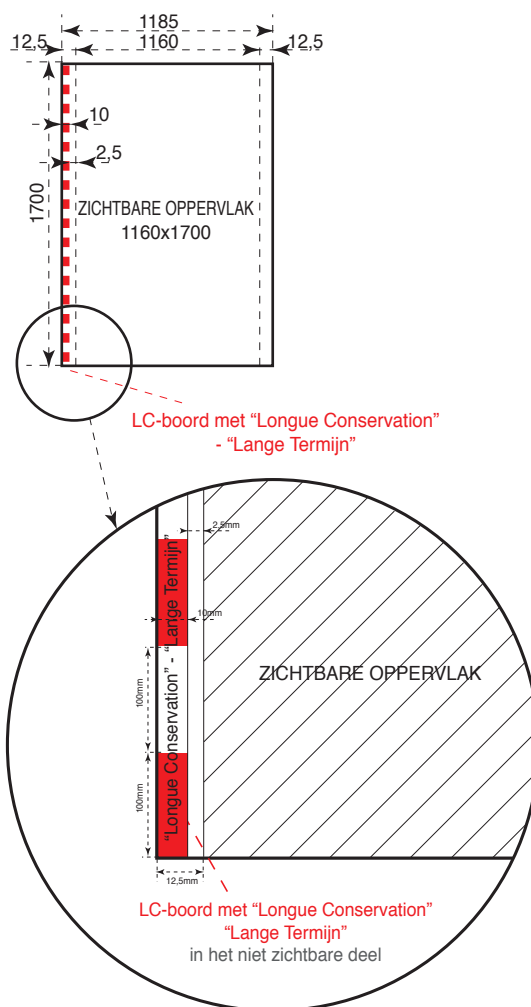 1185
12,5
1160
12,5
10
2,5
1700
ZICHTBARE OPPERVLAK
1160x1700
LC-boord met “Longue Conservation”
- “Lange Termijn”
2,5mm
10mm
“Longue Conservation” - “Lange Termijn”
ZICHTBARE OPPERVLAK
100mm
100mm
12,5mm
LC-boord met “Longue Conservation”
“Lange Termijn”
in het niet zichtbare deel